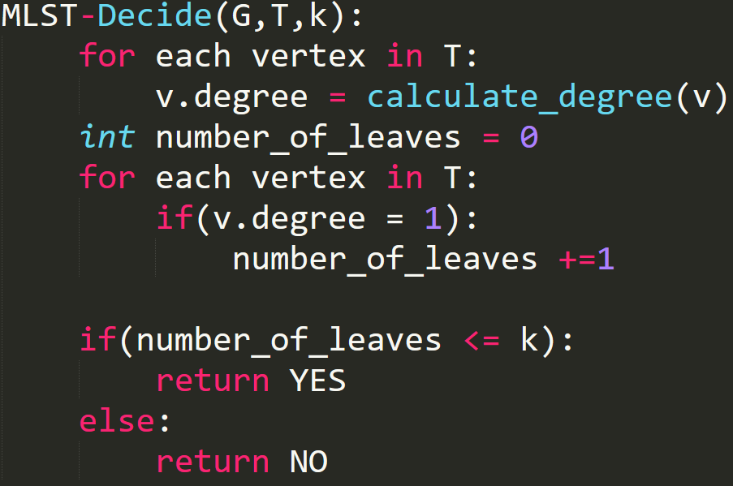 MLST-Decide(G,T,k):
    for each vertex in T:
        v.degree = calculate_degree(v)
    int number_of_leaves = 0
    for each vertex in T:
        if(v.degree = 1):
            number_of_leaves +=1

    if(number_of_leaves <= k):
        return YES
    else:
        return NO